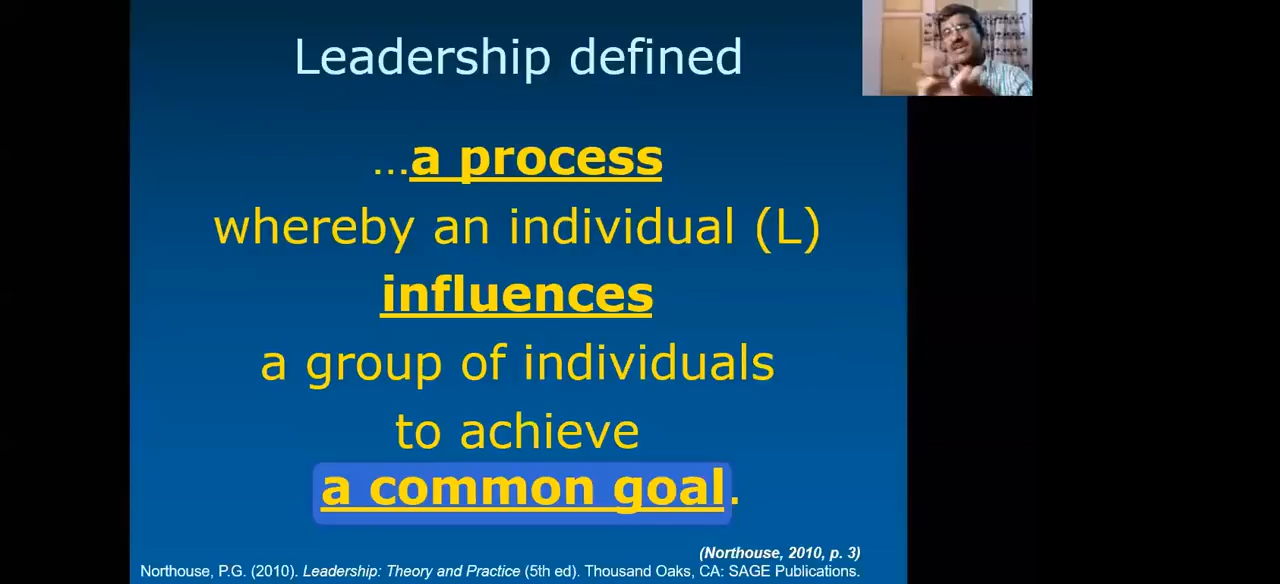 Leadership defined
...a process
whereby an individual (L)
influences
a group of individuals
to achieve
a common goal.
(Northouse, 2010, p. 3)
Northouse, P.G. (2010). Leadership: Theory and Practice (5th ed). Thousand Oaks, CA: SAGE Publications.